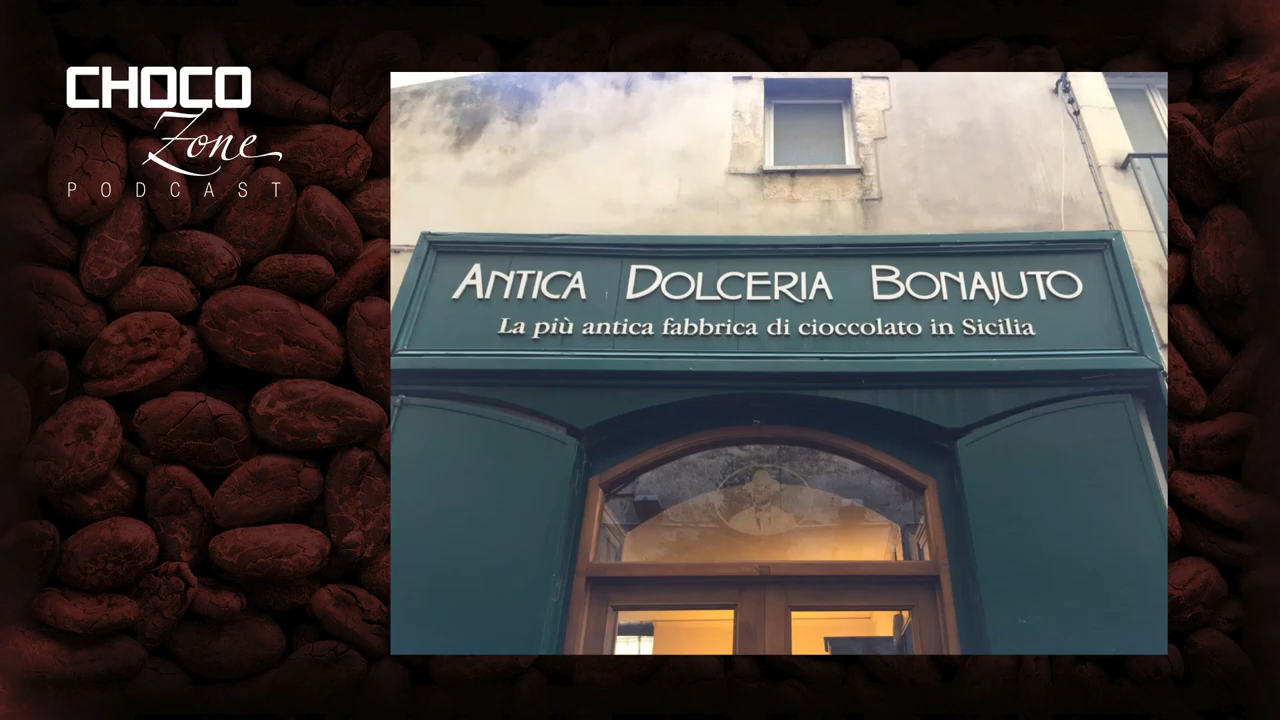 CHOCO
Zone
PODCAST
ANTICA DOLCERIA BONAJUTO
La più antica fabbrica di cioccolato in Sicilia